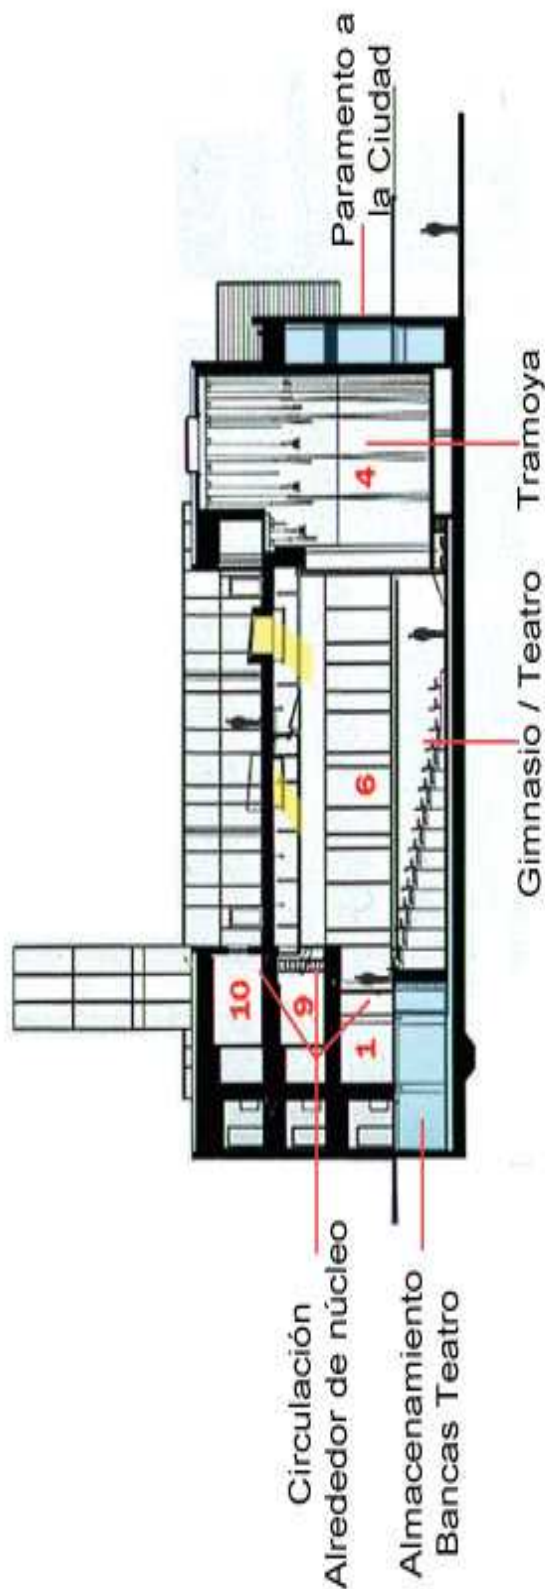 Paramento a
la Ciudad
10
9
1
6
4
Circulación
Alrededor de núcleo
Almacenamiento
Bancas Teatro
Gimnasio / Teatro
Tramoya